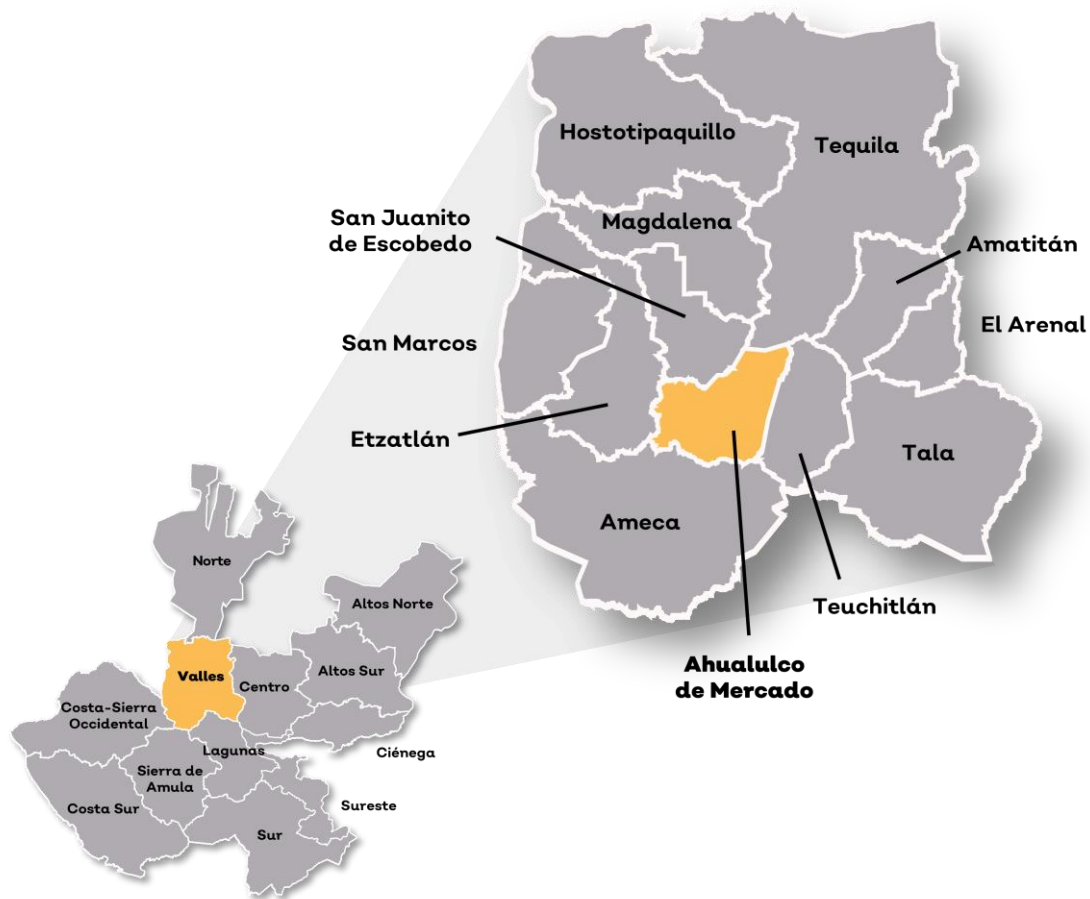 Hostotipaquillo
Tequila
San Juanito
de Escobedo
Magdalena
Amatitán
San Marcos
El Arenal
Etzatlán
Tala
Ameca
Teuchitlán
Ahualulco
de Mercado
Norte
Altos Norte
Valles
Altos Sur
Centro
Costa-Sierra
Occidental
Lagunas
Ciénega
Sierra de
Amula
Costa Sur
Sureste
Sur